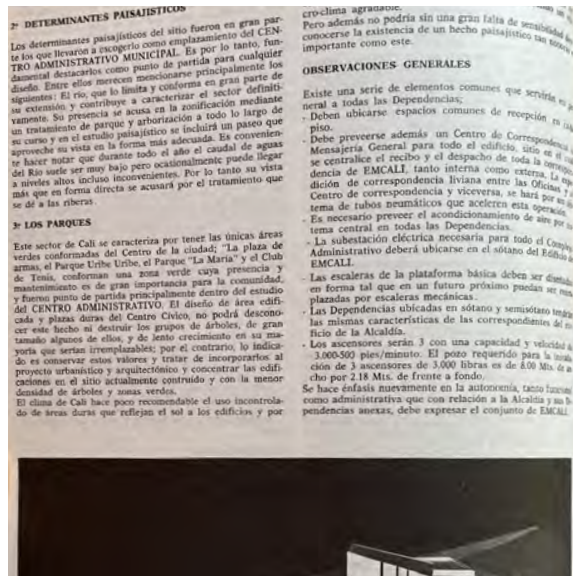 2º DETERMINANTES PAISAJISTICOS
Los determinantes paisajísticos del sitio fueron en gran par-
te los que llevaron a escogerlo como emplazamiento del CEN-
TRO ADMINISTRATIVO MUNICIPAL. Es por lo tanto, fun-
damental destacarlos como punto de partida para cualquier
diseño. Entre ellos merecen mencionarse principalmente los
siguientes: El río, que lo limita y conforma en gran parte de
su extensión y contribuye a caracterizar el sector definiti-
vamente. Su presencia se acusa en la zonificación mediante
un tratamiento de parque y arborización a todo lo largo de
su curso y en el estudio paisajístico se incluirá un paseo que
aproveche su vista en la forma más adecuada. Es convenien-
te hacer notar que durante todo el año el caudal de aguas
del Río suele ser muy bajo pero ocasionalmente puede llegar
a niveles altos incluso inconvenientes. Por lo tanto su vista
más que en forma directa se acusará por el tratamiento que
se dé a las riberas.
3º LOS PARQUES
Este sector de Cali se caracteriza por tener las únicas áreas
verdes conformadas del Centro de la ciudad; "La plaza de
armas, el Parque Uribe Uribe, el Parque "La María" y el Club
de Tenis, conforman una zona verde cuya presencia y
mantenimiento es de gran importancia para la comunidad,
y fueron punto de partida principalmente dentro del estudio
del CENTRO ADMINISTRATIVO. El diseño de área edifi-
cada y plazas duras del Centro Cívico, no podrá descono-
cer este hecho ni destruir los grupos de árboles, de gran
tamaño algunos de ellos, y de lento crecimiento en su ma-
yoría que serían irremplazables; por el contrario, lo indica-
do es conservar estos valores y tratar de incorporarlos al
proyecto urbanístico y arquitectónico y concentrar las edifi-
caciones en el sitio actualmente contruido y con la menor
densidad de árboles y zonas verdes.
El clima de Cali hace poco recomendable el uso incontrola-
do de áreas duras que reflejan el sol a los edificios y por
cro-clima agradable.
Pero además no podría sin una gran falta de sensibilidad
conocerse la existencia de un hecho paisajístico tan
importante como este.
OBSERVACIONES GENERALES
Existe una serie de elementos comunes que servirán
neral a todas las Dependencias;
- Deben ubicarse espacios comunes de recepción en
piso.
- Debe preveerse además un Centro de Correspondencia
Mensajería General para todo el edificio, sitio en el
se centralice el recibo y el despacho de toda la
dencia de EMCALI, tanto interna como externa. La
dición de correspondencia liviana entre las Oficinas
Centro de correspondencia y viceversa, se hará por
tema de tubos neumáticos que aceleren esta operación.
- Es necesario preveer el acondicionamiento de aire por
tema central en todas las Dependencias.
- La subestación eléctrica necesaria para todo el Complejo
Administrativo deberá ubicarse en el sótano del Edificio
EMCALI.
- Las escaleras de la plataforma básica deben ser diseñadas
en forma tal que en un futuro próximo puedan ser
plazadas por escaleras mecánicas.
- Las Dependencias ubicadas en sótano y semisótano tendrán
las mismas características de las correspondientes del
ficio de la Alcaldía.
- Los ascensores serán 3 con una capacidad y velocidad
3.000-500 pies/minuto. El pozo requerido para la
ción de 3 ascensores de 3.000 libras es de 8.00 Mts. de
cho por 2.18 Mts. de frente a fondo.
Se hace énfasis nuevamente en la autonomía, tanto funcional
como administrativa que con relación a la Alcaldía y sus
pendencias anexas, debe expresar el conjunto de EMCALI.